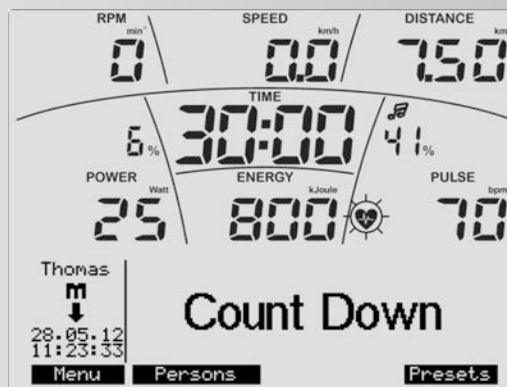 RPM SPEED DISTANCE
min⁻¹ km/h km
0 0.0 7.50
TIME
6 % 30:00 41 %
POWER ENERGY PULSE
Watt kJoule bpm
25 800 70
Thomas
m
28.05.12
11:23:33
Count Down
Menu Persons Presets